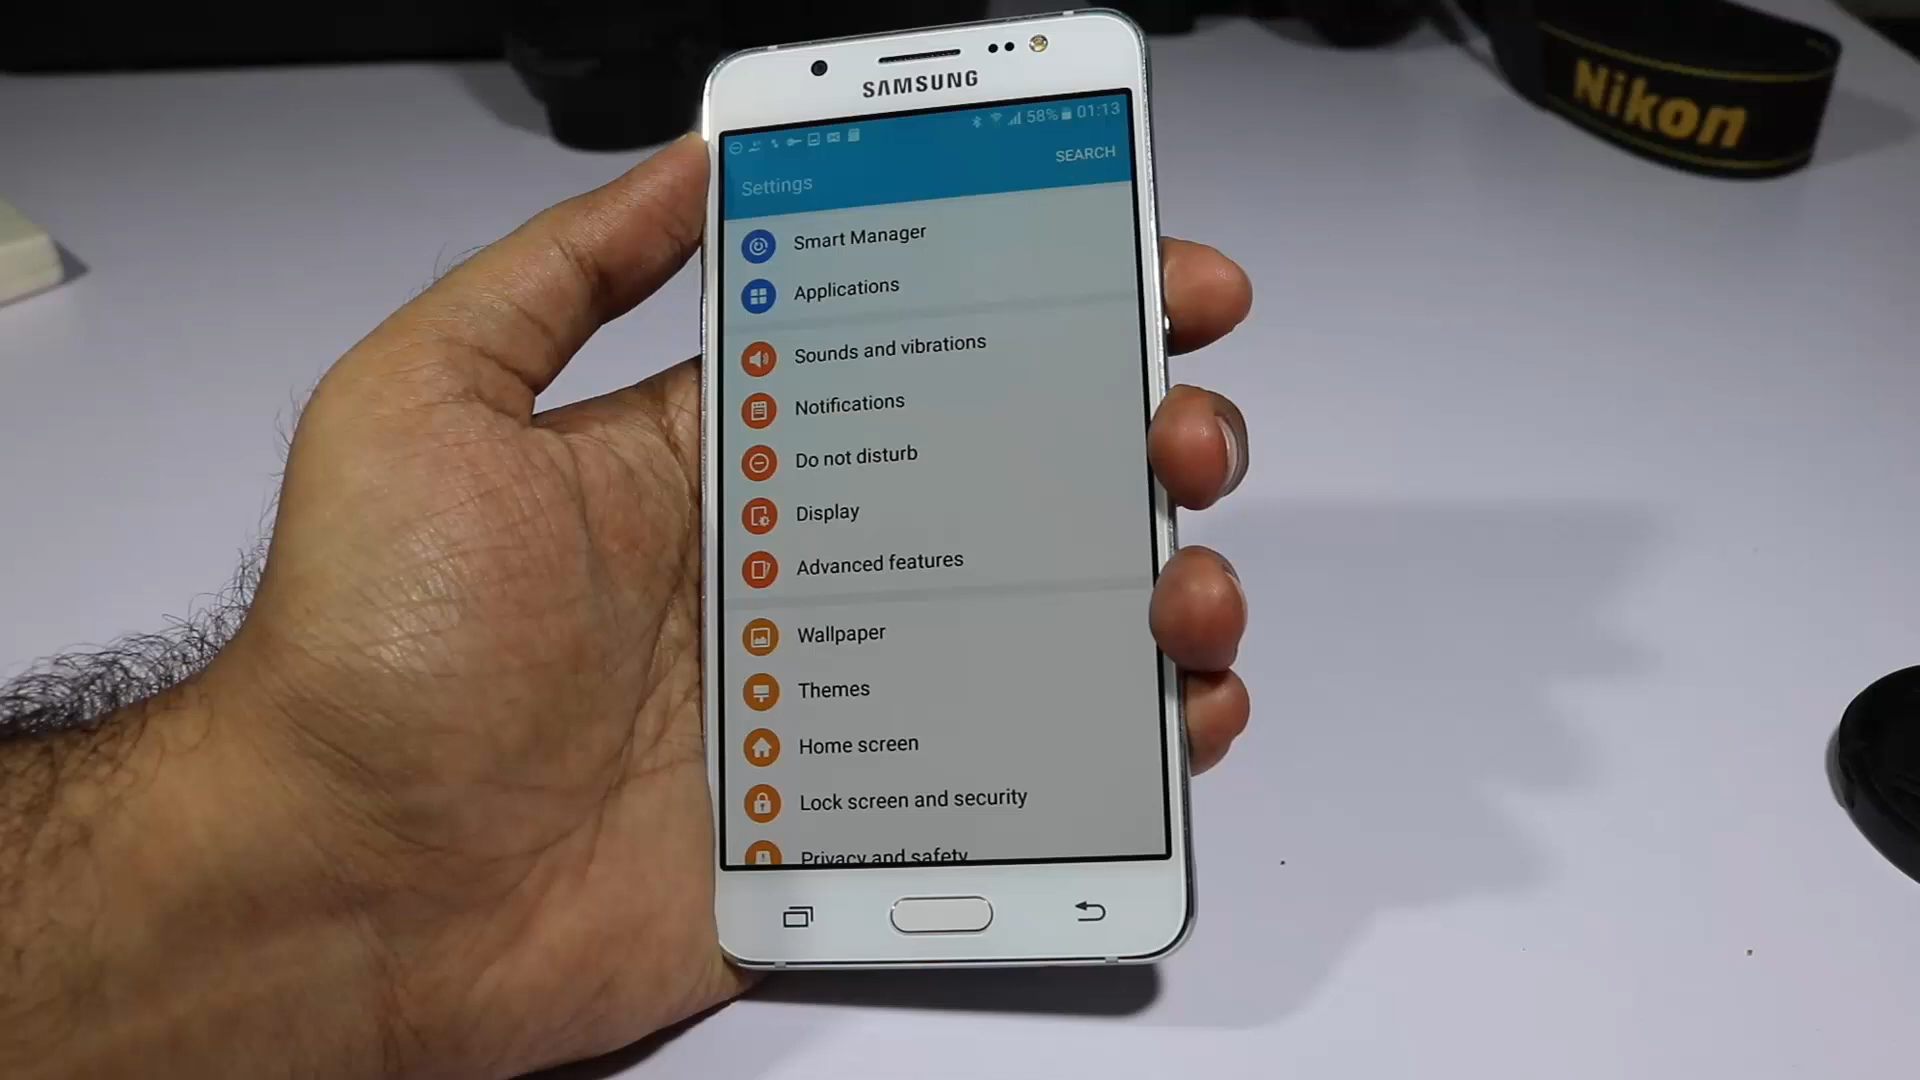 SAMSUNG
58% 01:13
SEARCH
Settings
Smart Manager
Applications
Sounds and vibrations
Notifications
Do not disturb
Display
Advanced features
Wallpaper
Themes
Home screen
Lock screen and security
Privacy and safety
Nikon